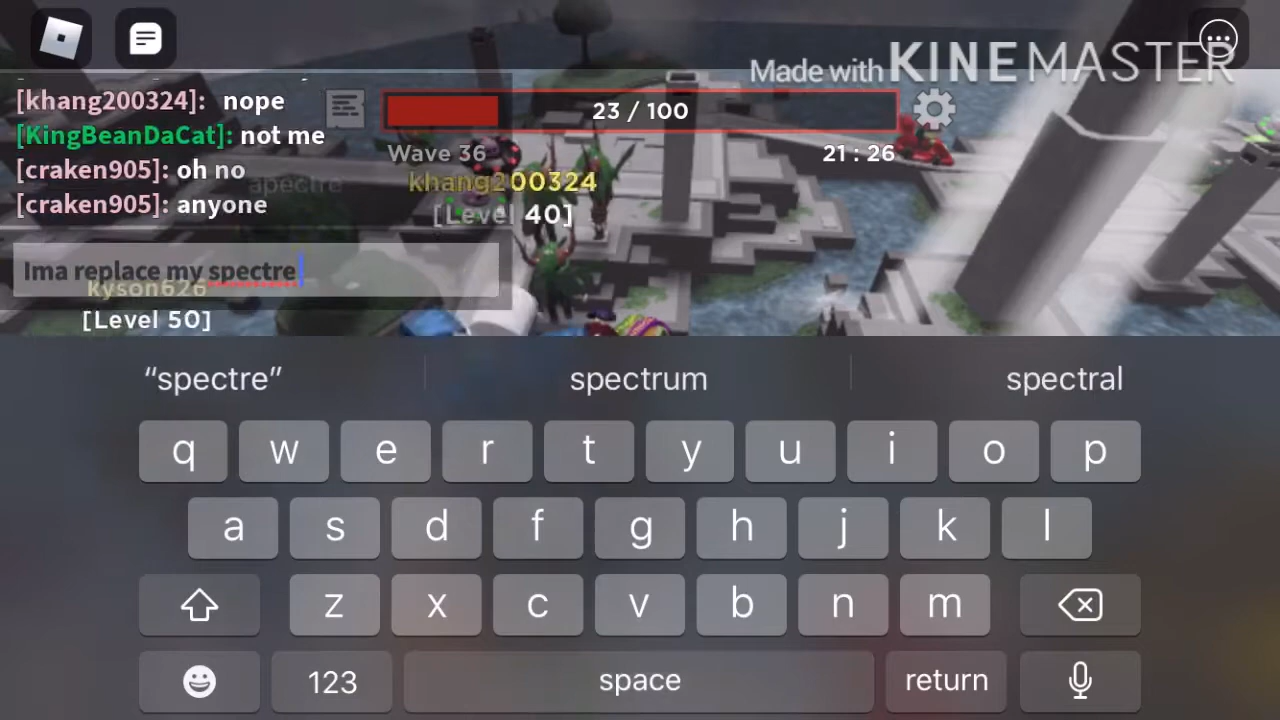 Made with KINEMASTER
[khang200324]: nope
[KingBeanDaCat]: not me
[craken905]: oh no
[craken905]: anyone
23 / 100
Wave 36
21 : 26
khang200324
[Level 40]
apectre
Ima replace my spectre
kyson626
[Level 50]
“spectre” spectrum spectral
q w e r t y u i o p
a s d f g h j k l
z x c v b n m
123 space return